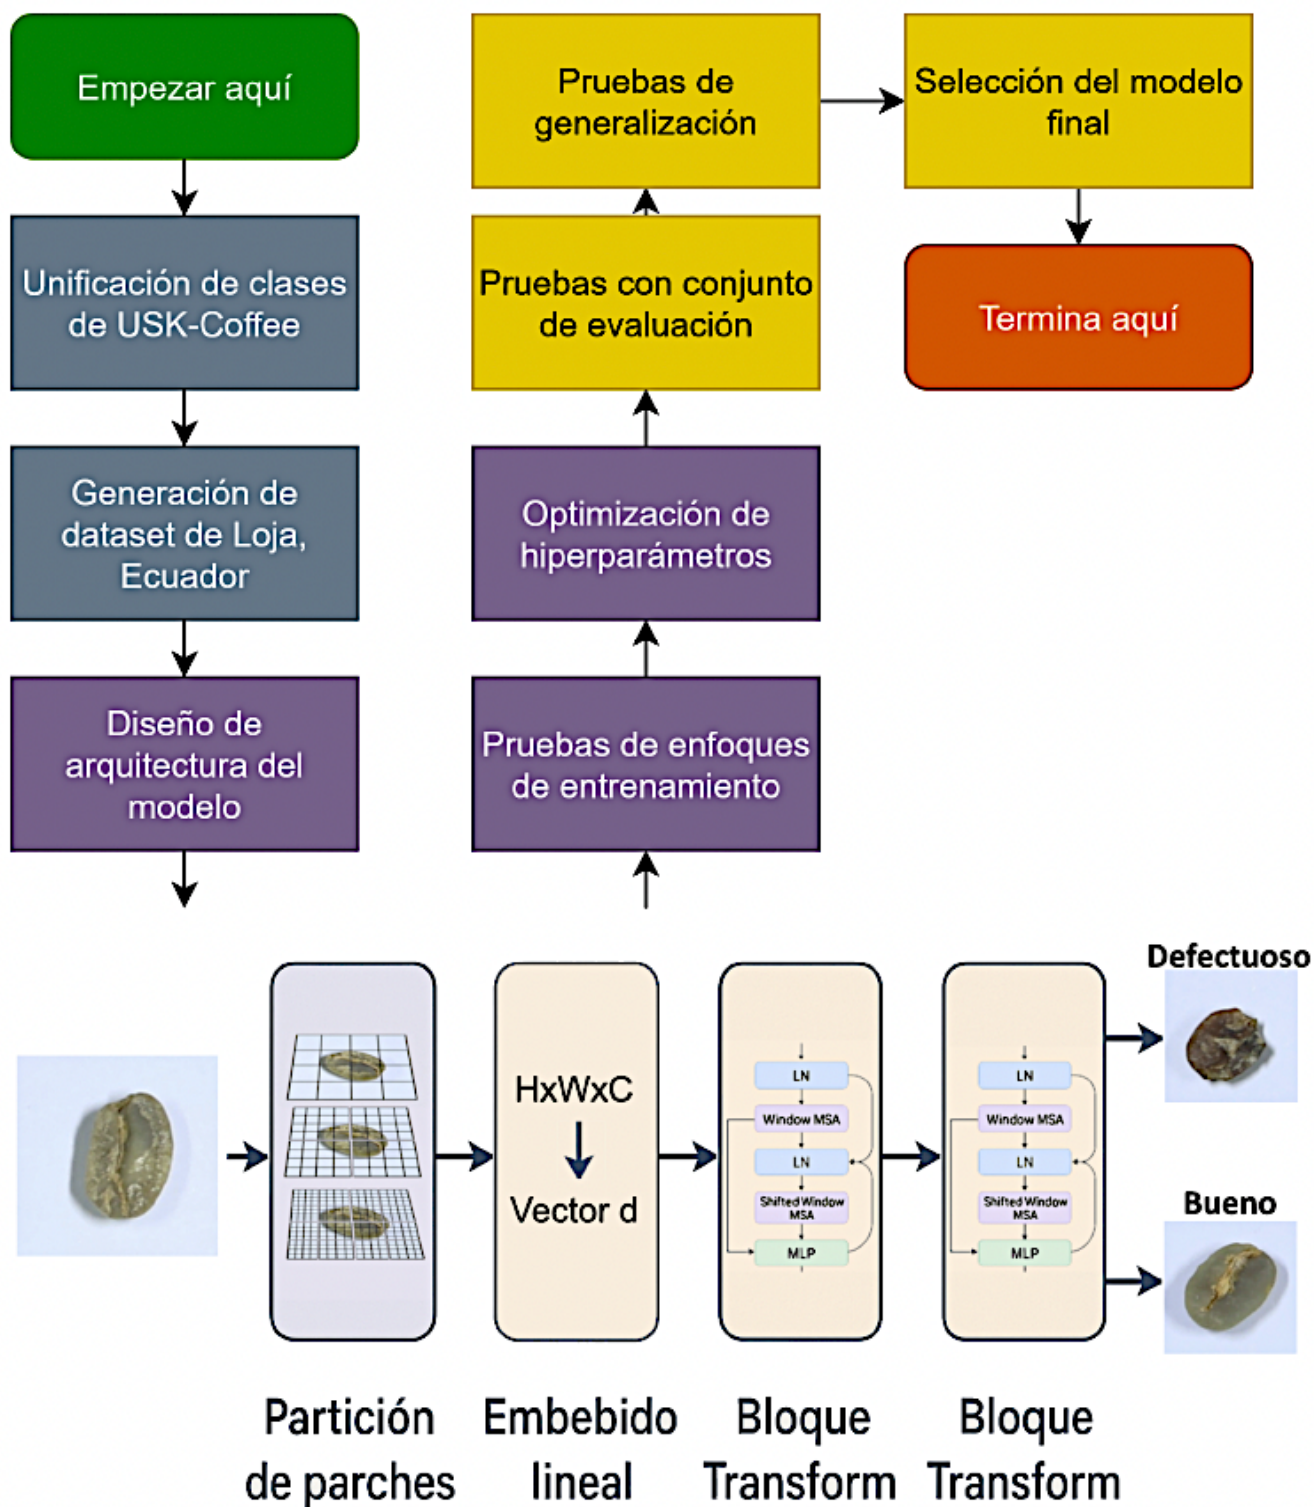 Empezar aquí
Unificación de clases
de USK-Coffee
Generación de
dataset de Loja,
Ecuador
Diseño de
arquitectura del
modelo
Pruebas de enfoques
de entrenamiento
Optimización de
hiperparámetros
Pruebas con conjunto
de evaluación
Pruebas de
generalización
Selección del modelo
final
Termina aquí
HxWxC
Vector d
LN
Window MSA
LN
Shifted Window
MSA
MLP
LN
Window MSA
LN
Shifted Window
MSA
MLP
Defectuoso
Bueno
Partición
de parches
Embebido
lineal
Bloque
Transform
Bloque
Transform